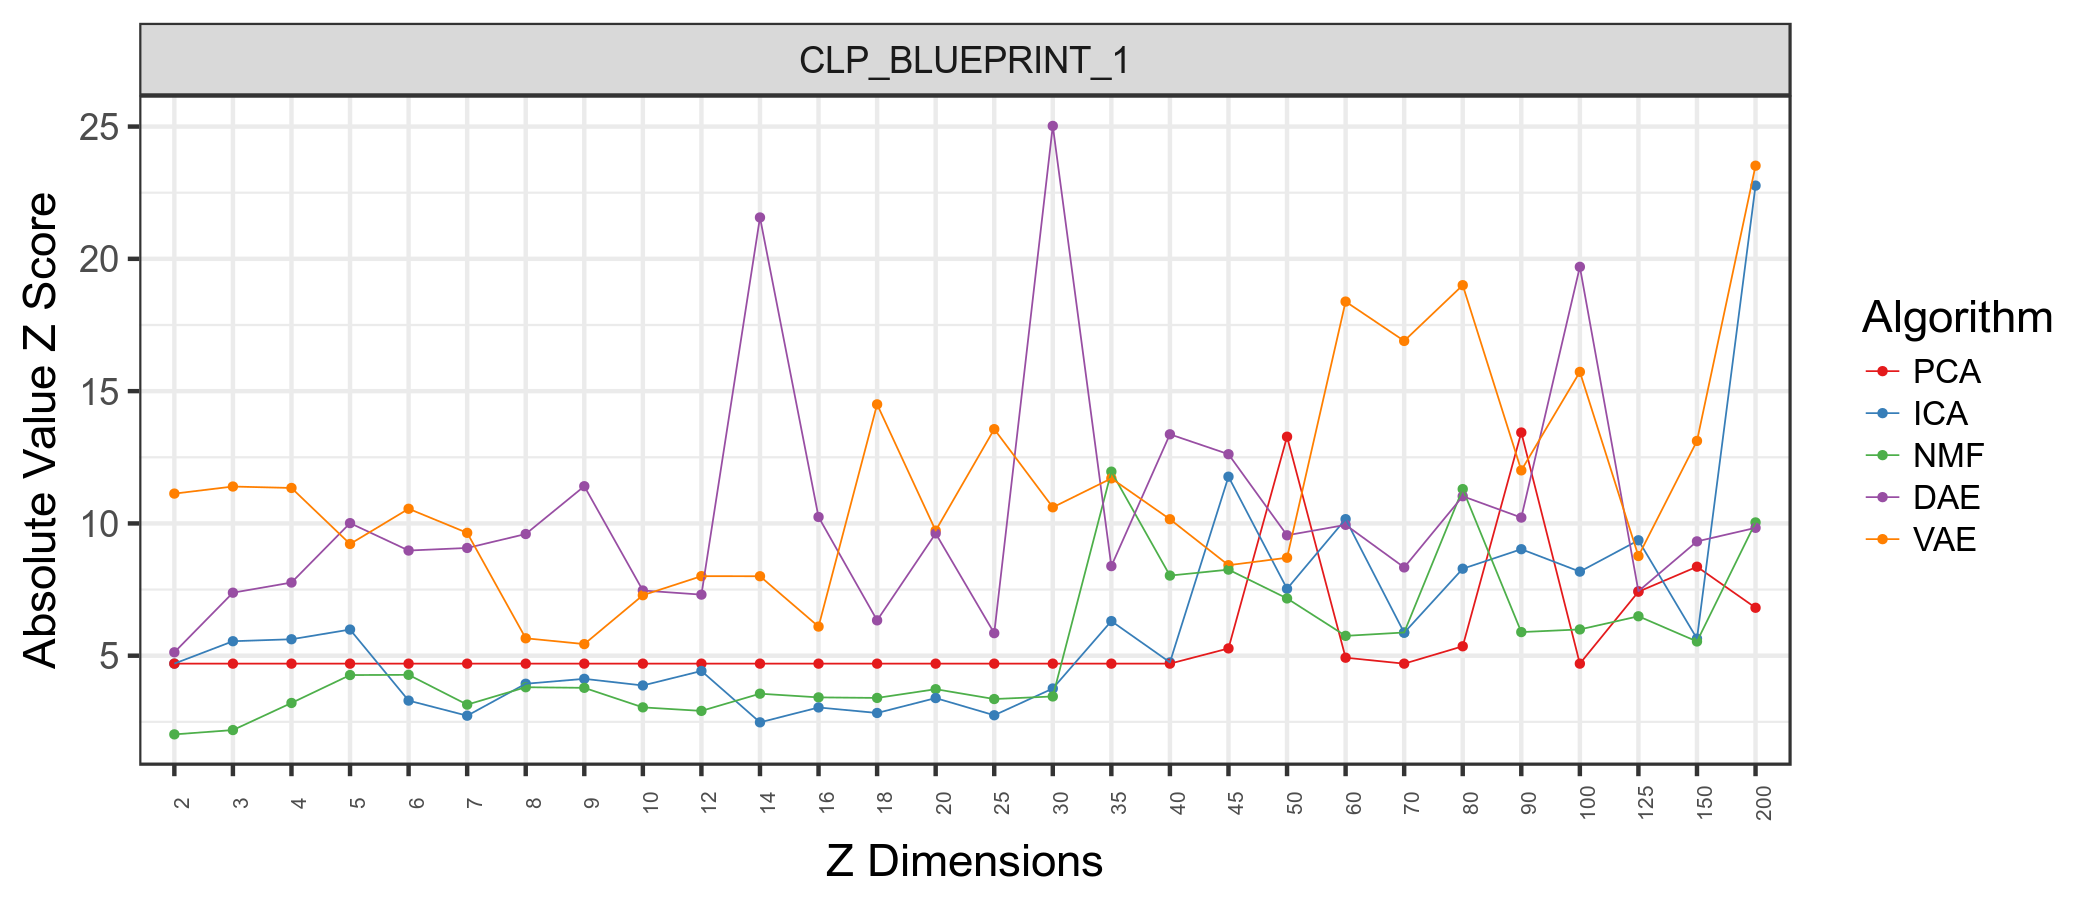 CLP_BLUEPRINT_1
Absolute Value Z Score
25
20
15
10
5
2 3 4 5 6 7 8 9 10 12 14 16 18 20 25 30 35 40 45 50 60 70 80 90 100 125 150 200
Z Dimensions
Algorithm
PCA
ICA
NMF
DAE
VAE